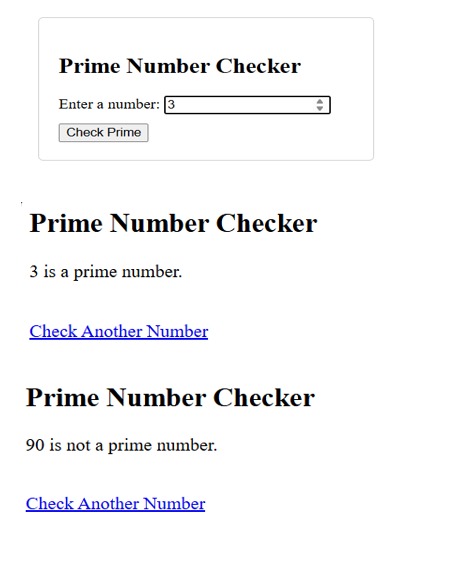 Prime Number Checker
Enter a number: 3
Check Prime
Prime Number Checker
3 is a prime number.
Check Another Number
Prime Number Checker
90 is not a prime number.
Check Another Number